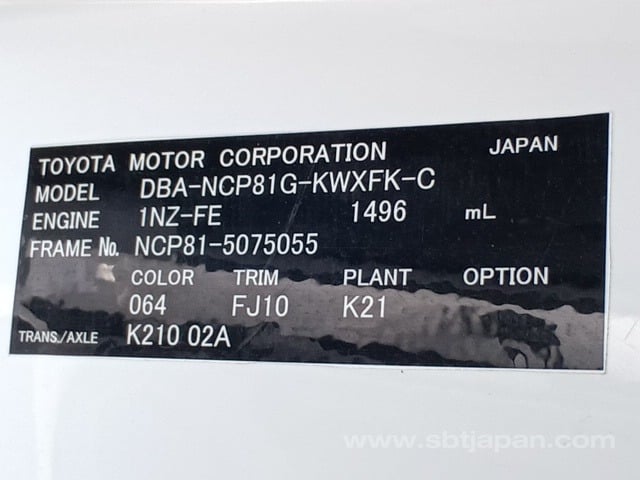 TOYOTA MOTOR CORPORATION JAPAN
MODEL DBA-NCP81G-KWXFK-C
ENGINE 1NZ-FE 1496 mL
FRAME No. NCP81-5075055
COLOR TRIM PLANT OPTION
064 FJ10 K21
TRANS./AXLE K210 02A
www.sbtjapan.com